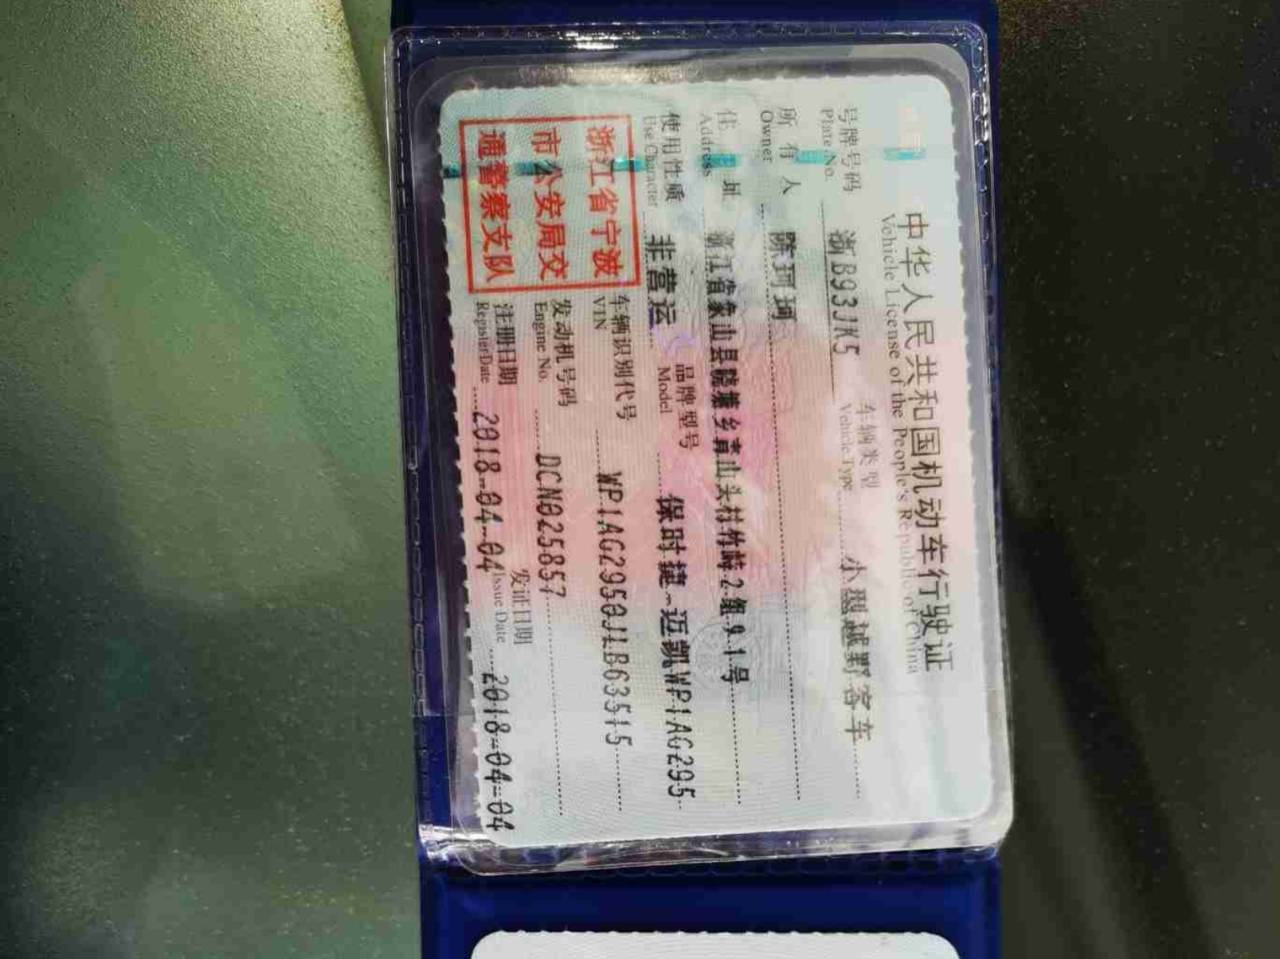 中华人民共和国机动车行驶证
Vehicle License of the People's Republic of China
号牌号码 浙B93JK5 车辆类型 小型越野客车
Plate No. Vehicle Type
所有人 陈珂珂
Owner
住址 浙江省象山县晓塘乡青山头村竹峙2组91号
Address
使用性质 非营运 品牌型号 保时捷-迈凯WP1AG295
Use Character Model
浙江省宁波
市公安局交
通警察支队
车辆识别代号 WP1AG2950JLB63515
VIN
发动机号码 DCN025857
Engine No.
注册日期 2018-04-04 发证日期 2018-04-04
Register Date Issue Date